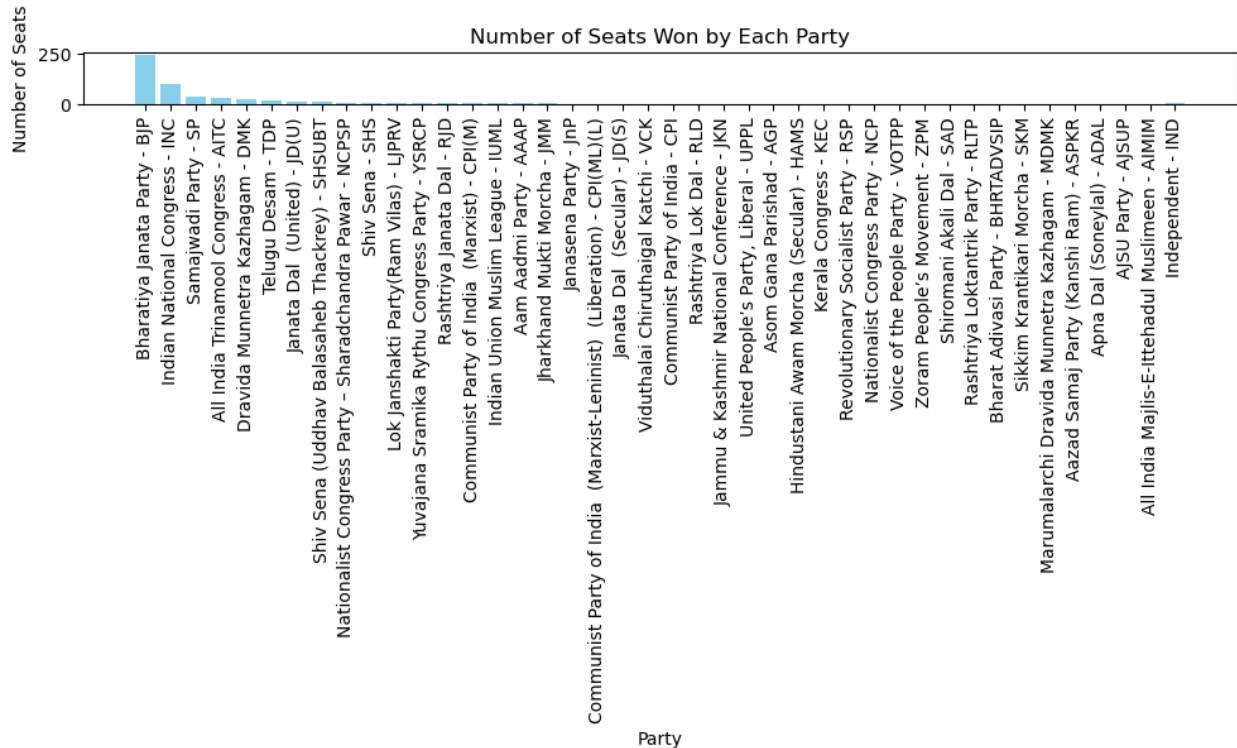 Number of Seats Won by Each Party
Number of Seats
250
0
Bharatiya Janata Party - BJP
Indian National Congress - INC
Samajwadi Party - SP
All India Trinamool Congress - AITC
Dravida Munnetra Kazhagam - DMK
Telugu Desam - TDP
Janata Dal  (United) - JD(U)
Shiv Sena (Uddhav Balasaheb Thackrey) - SHSUBT
Nationalist Congress Party – Sharadchandra Pawar - NCPSP
Shiv Sena - SHS
Lok Janshakti Party(Ram Vilas) - LJPRV
Yuvajana Sramika Rythu Congress Party - YSRCP
Rashtriya Janata Dal - RJD
Communist Party of India  (Marxist) - CPI(M)
Indian Union Muslim League - IUML
Aam Aadmi Party - AAAP
Jharkhand Mukti Morcha - JMM
Janasena Party - JnP
Communist Party of India  (Marxist-Leninist)  (Liberation) - CPI(ML)(L)
Janata Dal  (Secular) - JD(S)
Viduthalai Chiruthaigal Katchi - VCK
Communist Party of India - CPI
Rashtriya Lok Dal - RLD
Jammu & Kashmir National Conference - JKN
United People’s Party, Liberal - UPPL
Asom Gana Parishad - AGP
Hindustani Awam Morcha (Secular) - HAMS
Kerala Congress - KEC
Revolutionary Socialist Party - RSP
Nationalist Congress Party - NCP
Voice of the People Party - VOTPP
Zoram People’s Movement - ZPM
Shiromani Akali Dal - SAD
Rashtriya Loktantrik Party - RLTP
Bharat Adivasi Party - BHRTADVSIP
Sikkim Krantikari Morcha - SKM
Marumalarchi Dravida Munnetra Kazhagam - MDMK
Aazad Samaj Party (Kanshi Ram) - ASPKR
Apna Dal (Soneylal) - ADAL
AJSU Party - AJSUP
All India Majlis-E-Ittehadul Muslimeen - AIMIM
Independent - IND
Party